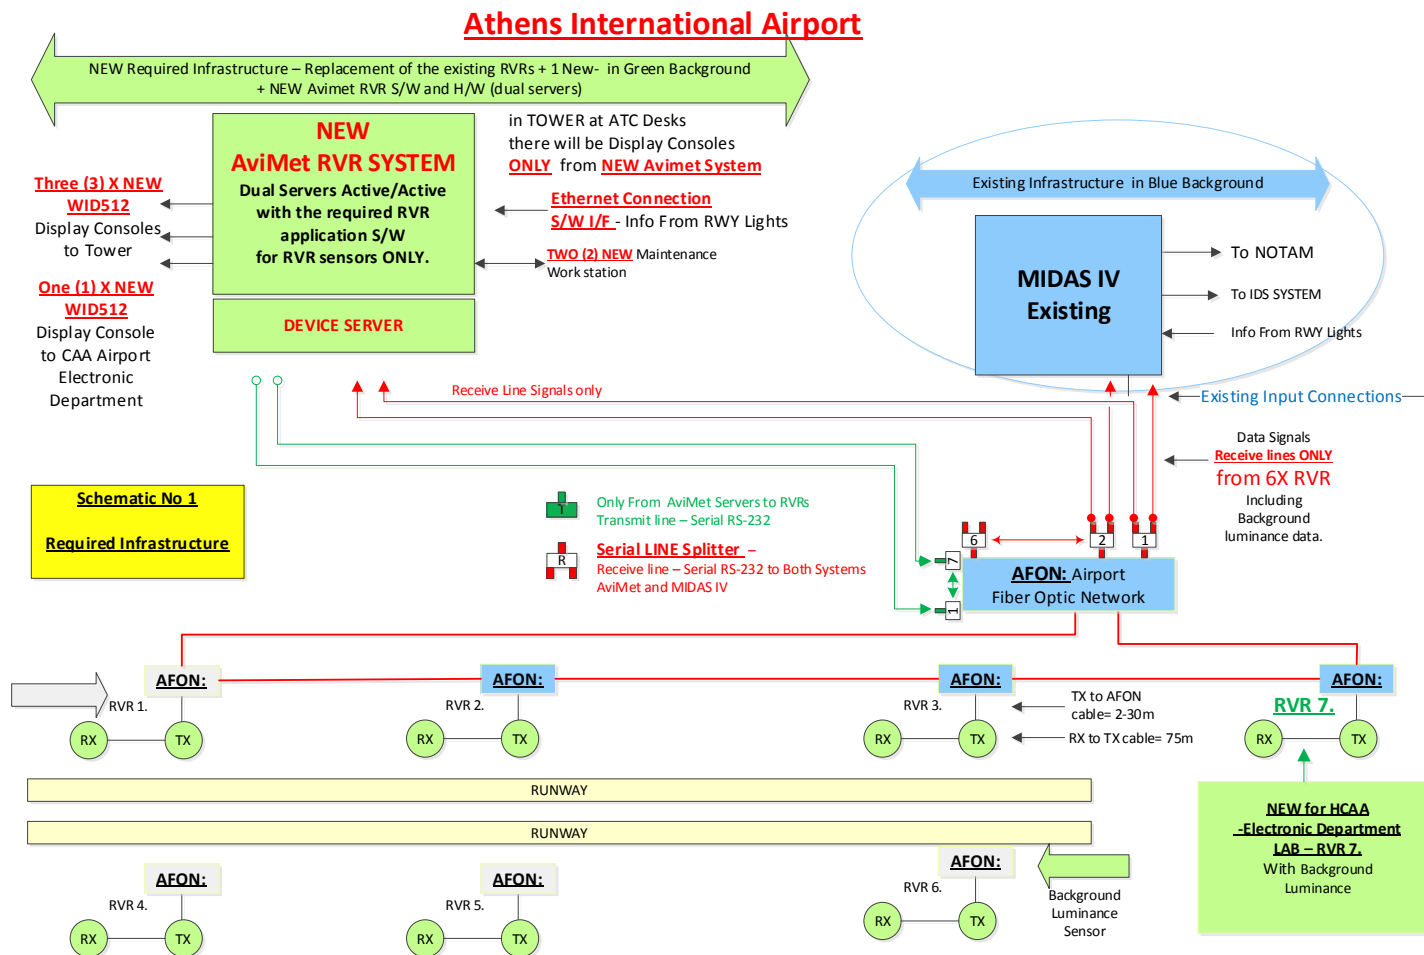 Athens International Airport
NEW Required Infrastructure – Replacement of the existing RVRs + 1 New- in Green Background
+ NEW Avimet RVR S/W and H/W (dual servers)
NEW
AviMet RVR SYSTEM
Dual Servers Active/Active
with the required RVR
application S/W
for RVR sensors ONLY.
DEVICE SERVER
Three (3) X NEW
WID512
Display Consoles
to Tower
One (1) X NEW
WID512
Display Console
to CAA Airport
Electronic
Department
in TOWER at ATC Desks
there will be Display Consoles
ONLY from NEW Avimet System
Ethernet Connection
S/W I/F - Info From RWY Lights
TWO (2) NEW Maintenance
Work station
Existing Infrastructure in Blue Background
MIDAS IV
Existing
To NOTAM
To IDS SYSTEM
Info From RWY Lights
Existing Input Connections
Receive Line Signals only
Data Signals
Receive lines ONLY
from 6X RVR
Including
Background
luminance data.
Schematic No 1
Required Infrastructure
T
Only From AviMet Servers to RVRs
Transmit line – Serial RS-232
R
Serial LINE Splitter –
Receive line – Serial RS-232 to Both Systems
AviMet and MIDAS IV
6
2
1
7
1
AFON: Airport
Fiber Optic Network
AFON:
RVR 1.
RX
TX
AFON:
RVR 2.
RX
TX
AFON:
RVR 3.
RX
TX
TX to AFON
cable= 2-30m
RX to TX cable= 75m
AFON:
RVR 7.
RX
TX
RUNWAY
RUNWAY
NEW for HCAA
-Electronic Department
LAB – RVR 7.
With Background
Luminance
AFON:
RVR 4.
RX
TX
AFON:
RVR 5.
RX
TX
AFON:
RVR 6.
RX
TX
Background
Luminance
Sensor